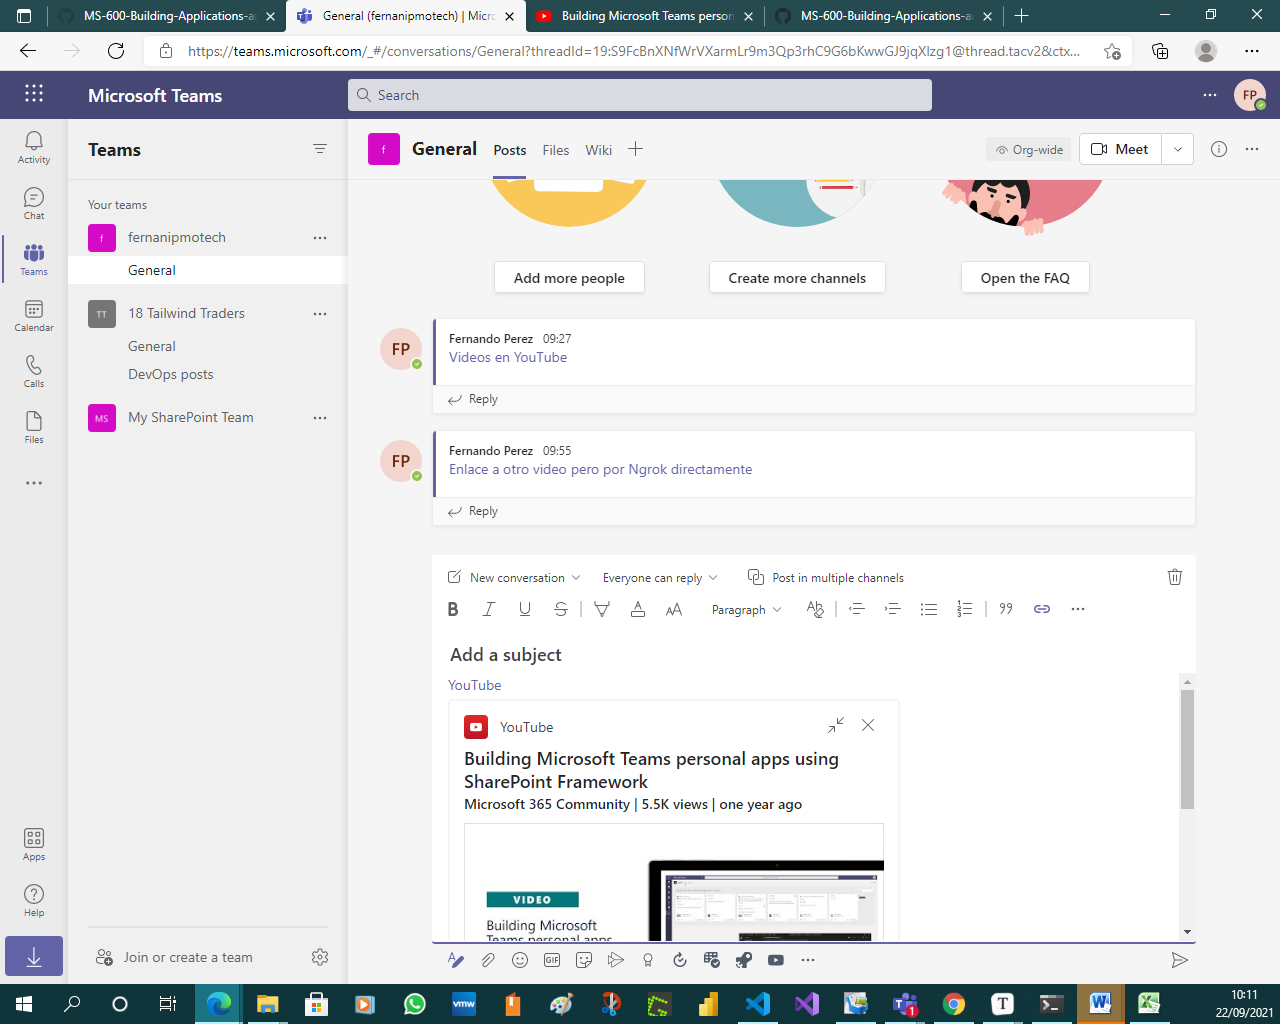 MS-600-Building-Applications-a
General (fernanipmotech) | Micr
Building Microsoft Teams person
MS-600-Building-Applications-a
https://teams.microsoft.com/_#/conversations/General?threadId=19:S9FcBnXNfWrVXarmLr9m3Qp3rhC9G6bKwwGJ9jqXlzg1@thread.tacv2&ctx...
Microsoft Teams
Search
FP
Activity
Chat
Teams
Calendar
Calls
Files
Apps
Help
Teams
Your teams
f
fernanipmotech
General
TT
18 Tailwind Traders
General
DevOps posts
MS
My SharePoint Team
Join or create a team
f
General
Posts
Files
Wiki
Org-wide
Meet
Add more people
Create more channels
Open the FAQ
FP
Fernando Perez 09:27
Videos en YouTube
Reply
FP
Fernando Perez 09:55
Enlace a otro video pero por Ngrok directamente
Reply
New conversation
Everyone can reply
Post in multiple channels
B I U S A AA Paragraph
Add a subject
YouTube
YouTube
Building Microsoft Teams personal apps using
SharePoint Framework
Microsoft 365 Community | 5.5K views | one year ago
VIDEO
Building Microsoft
Teams personal apps
GIF
vmw
T
1
10:11
22/09/2021